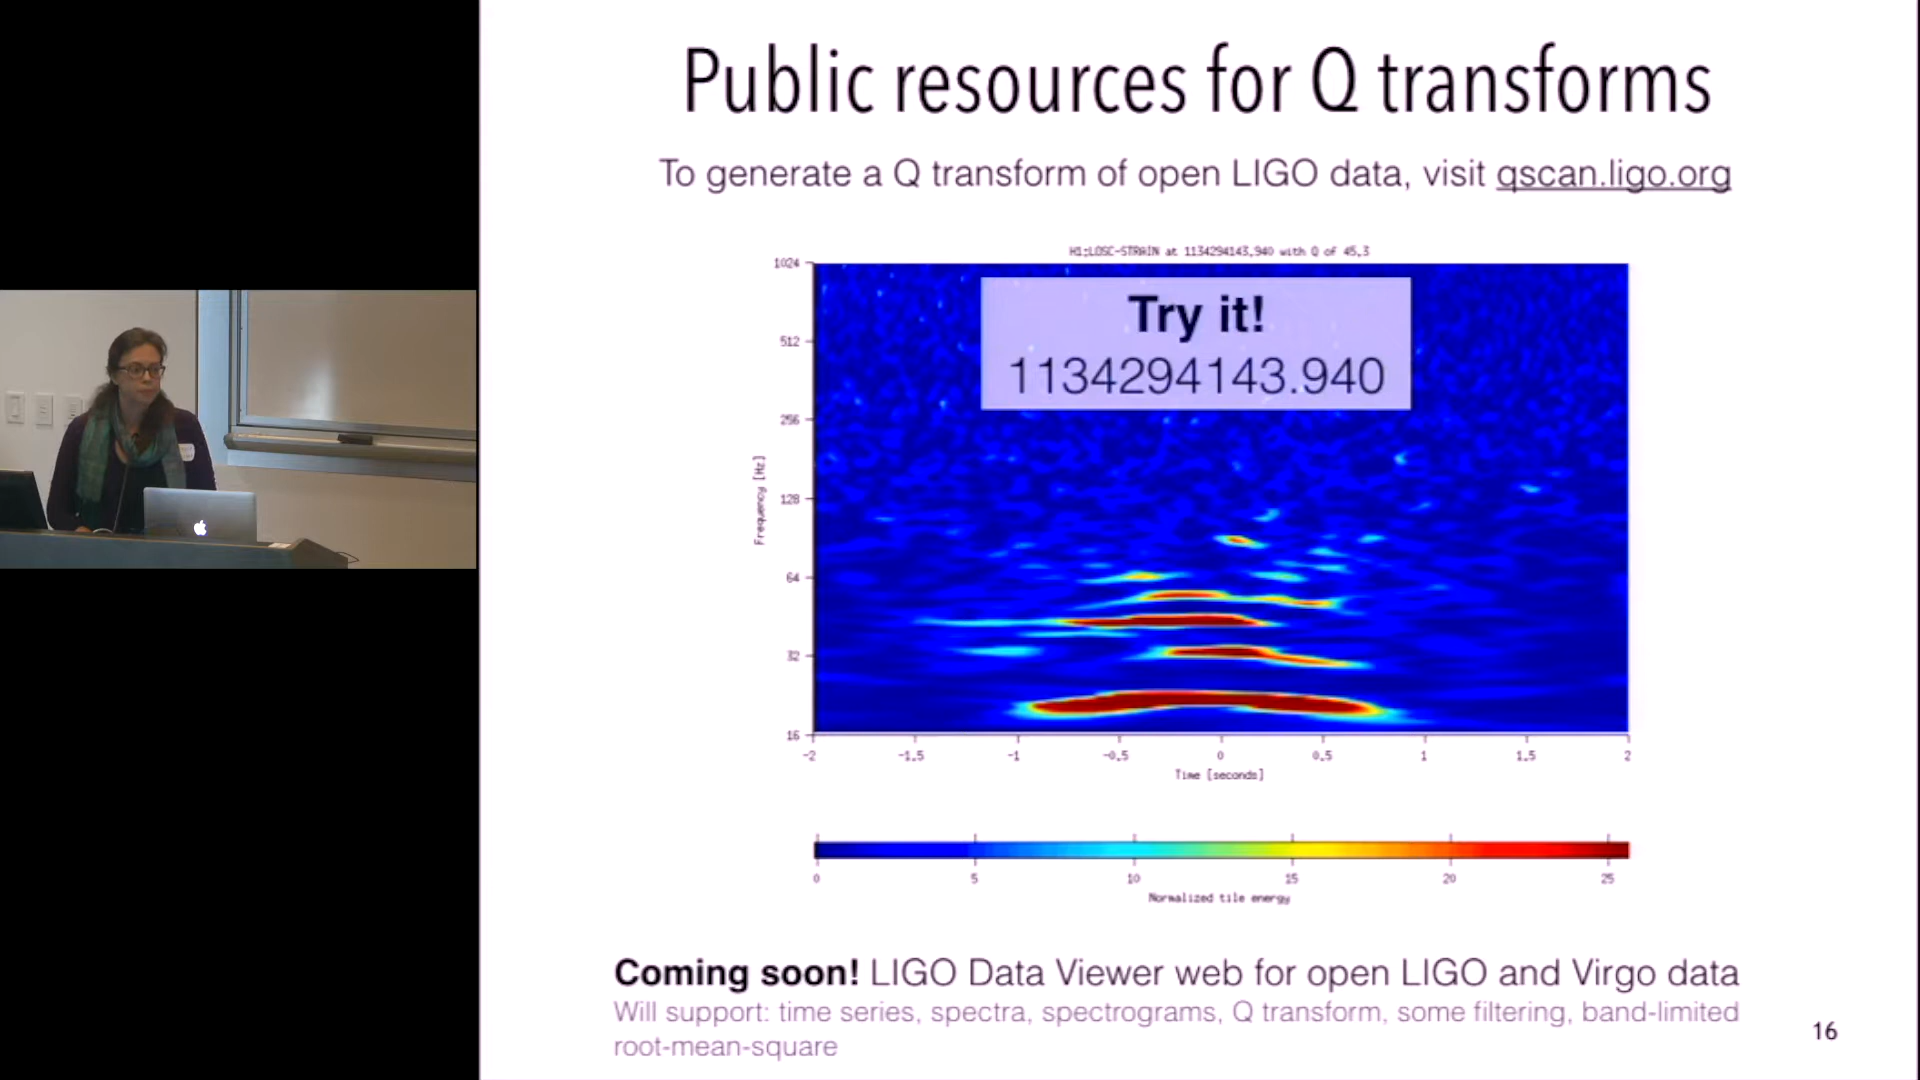 Public resources for Q transforms
To generate a Q transform of open LIGO data, visit qscan.ligo.org
H1:LOSC-STRAIN at 1134294143.940 with Q of 45.3
Try it!
1134294143.940
1024
512
256
128
64
32
16
Frequency [Hz]
-2 -1.5 -1 -0.5 0 0.5 1 1.5 2
Time [seconds]
0 5 10 15 20 25
Normalized tile energy
Coming soon! LIGO Data Viewer web for open LIGO and Virgo data
Will support: time series, spectra, spectrograms, Q transform, some filtering, band-limited
root-mean-square
16